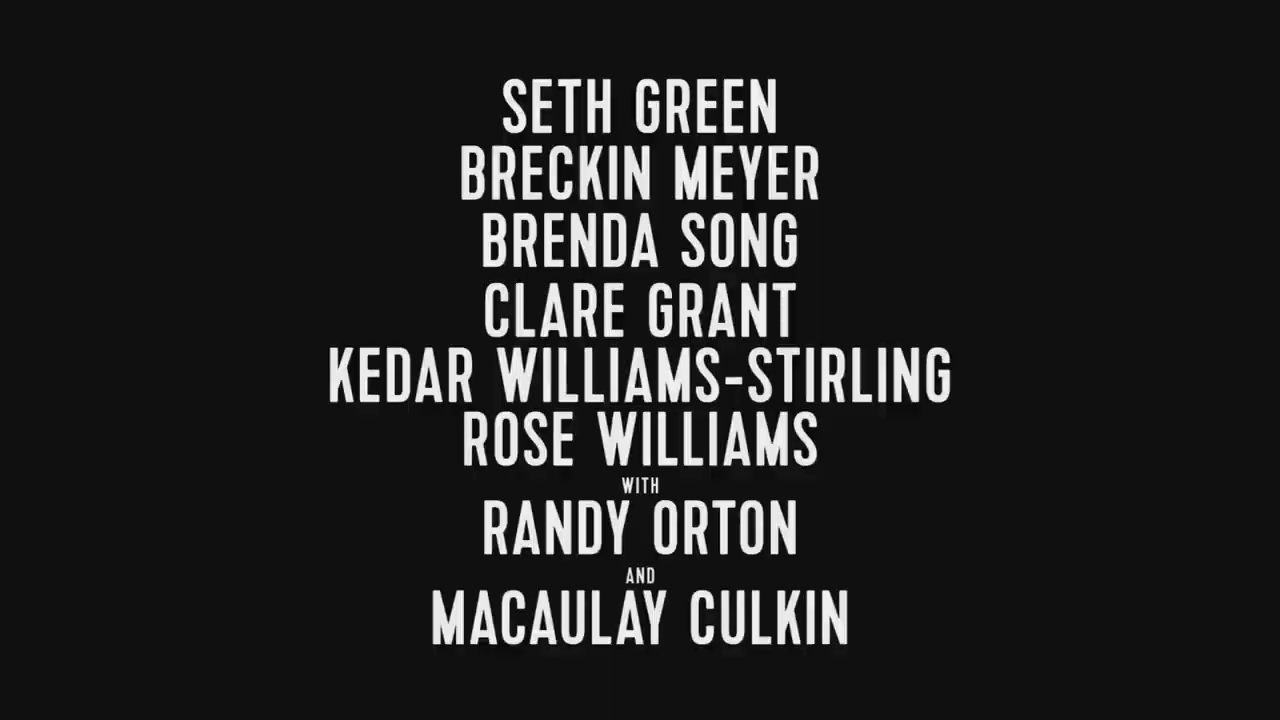 SETH GREEN
BRECKIN MEYER
BRENDA SONG
CLARE GRANT
KEDAR WILLIAMS-STIRLING
ROSE WILLIAMS
WITH
RANDY ORTON
AND
MACAULAY CULKIN